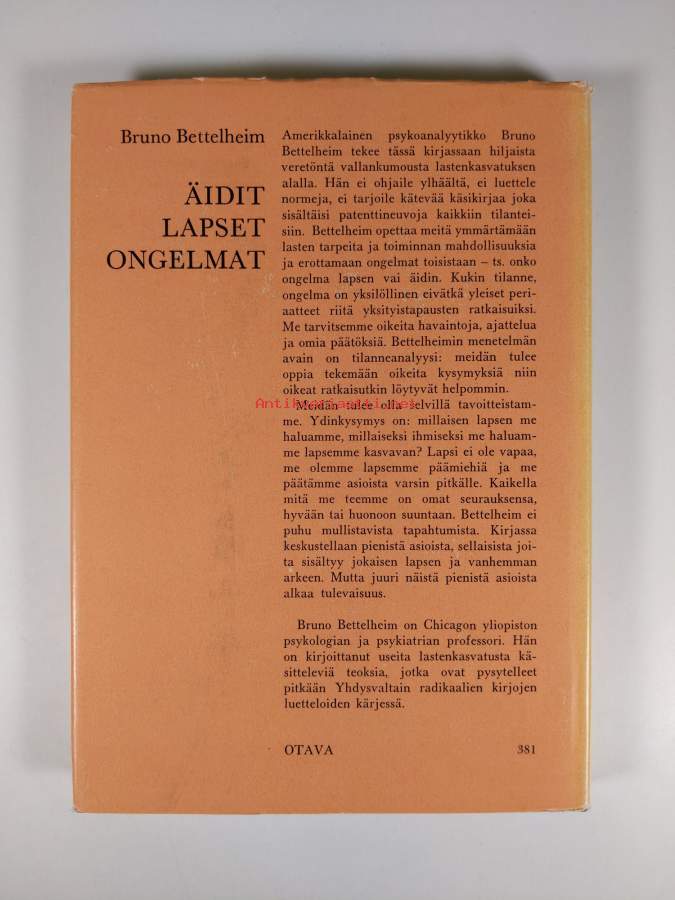 Bruno Bettelheim
ÄIDIT
LAPSET
ONGELMAT
Amerikkalainen psykoanalyytikko Bruno
Bettelheim tekee tässä kirjassaan hiljaista
veretöntä vallankumousta lastenkasvatuksen
alalla. Hän ei ohjaile ylhäältä, ei luettele
normeja, ei tarjoile kätevää käsikirjaa joka
sisältäisi patenttineuvoja kaikkiin tilantei-
siin. Bettelheim opettaa meitä ymmärtämään
lasten tarpeita ja toiminnan mahdollisuuksia
ja erottamaan ongelmat toisistaan – ts. onko
ongelma lapsen vai äidin. Kukin tilanne,
ongelma on yksilöllinen eivätkä yleiset peri-
aatteet riitä yksityistapausten ratkaisuiksi.
Me tarvitsemme oikeita havaintoja, ajattelua
ja omia päätöksiä. Bettelheimin menetelmän
avain on tilanneanalyysi: meidän tulee
oppia tekemään oikeita kysymyksiä niin
oikeat ratkaisutkin löytyvät helpommin.
Antikvariaatti.net
Meidän tulee olla selvillä tavoitteistam-
me. Ydinkysymys on: millaisen lapsen me
haluamme, millaiseksi ihmiseksi me haluam-
me lapsemme kasvavan? Lapsi ei ole vapaa,
me olemme lapsemme päämiehiä ja me
päätämme asioista varsin pitkälle. Kaikella
mitä me teemme on omat seurauksensa,
hyvään tai huonoon suuntaan. Bettelheim ei
puhu mullistavista tapahtumista. Kirjassa
keskustellaan pienistä asioista, sellaisista joi-
ta sisältyy jokaisen lapsen ja vanhemman
arkeen. Mutta juuri näistä pienistä asioista
alkaa tulevaisuus.
Bruno Bettelheim on Chicagon yliopiston
psykologian ja psykiatrian professori. Hän
on kirjoittanut useita lastenkasvatusta kä-
sitteleviä teoksia, jotka ovat pysytelleet
pitkään Yhdysvaltain radikaalien kirjojen
luetteloiden kärjessä.
OTAVA 381